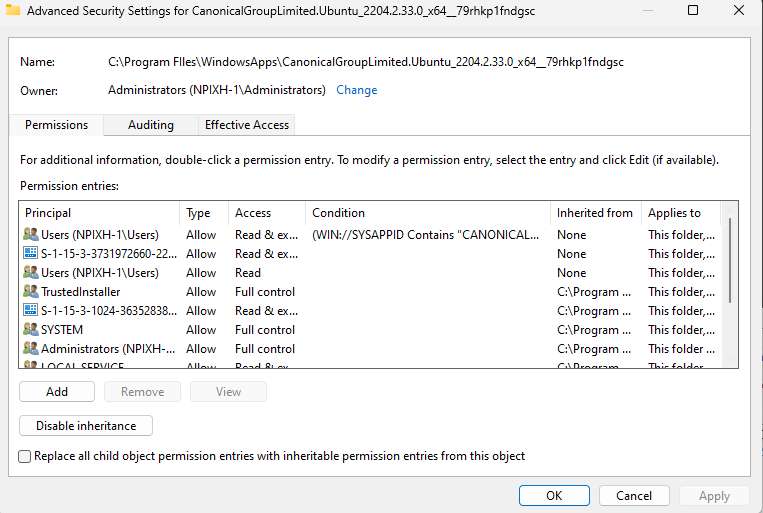 Advanced Security Settings for CanonicalGroupLimited.Ubuntu_2204.2.33.0_x64__79rhkp1fndgsc
Name: C:\Program FIles\WindowsApps\CanonicalGroupLimited.Ubuntu_2204.2.33.0_x64__79rhkp1fndgsc
Owner: Administrators (NPIXH-1\Administrators) Change
Permissions Auditing Effective Access
For additional information, double-click a permission entry. To modify a permission entry, select the entry and click Edit (if available).
Permission entries:
Principal Type Access Condition Inherited from Applies to
Users (NPIXH-1\Users) Allow Read & ex... (WIN://SYSAPPID Contains "CANONICAL... None This folder,...
S-1-15-3-3731972660-22... Allow Read & ex... None This folder,...
Users (NPIXH-1\Users) Allow Read None This folder,...
TrustedInstaller Allow Full control C:\Program ... This folder,...
S-1-15-3-1024-36352838... Allow Read & ex... C:\Program ... This folder,...
SYSTEM Allow Full control C:\Program ... This folder,...
Administrators (NPIXH-... Allow Full control C:\Program ... This folder,...
LOCAL SERVICE Allow Read & ex... C:\Program ... This folder,...
Add Remove View
Disable inheritance
Replace all child object permission entries with inheritable permission entries from this object
OK Cancel Apply